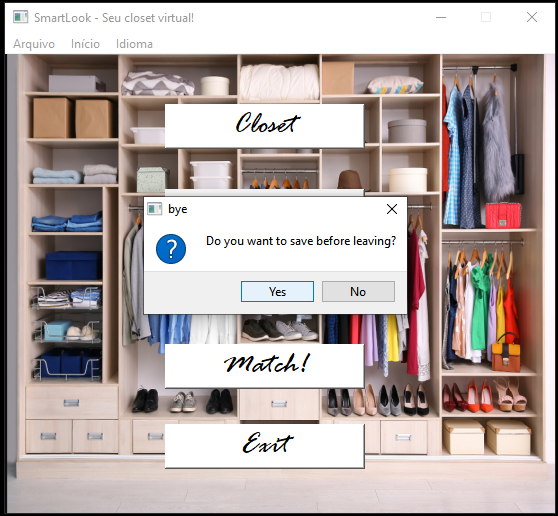 SmartLook - Seu closet virtual!
Arquivo Início Idioma
Closet
bye
Do you want to save before leaving?
Yes No
Match!
Exit